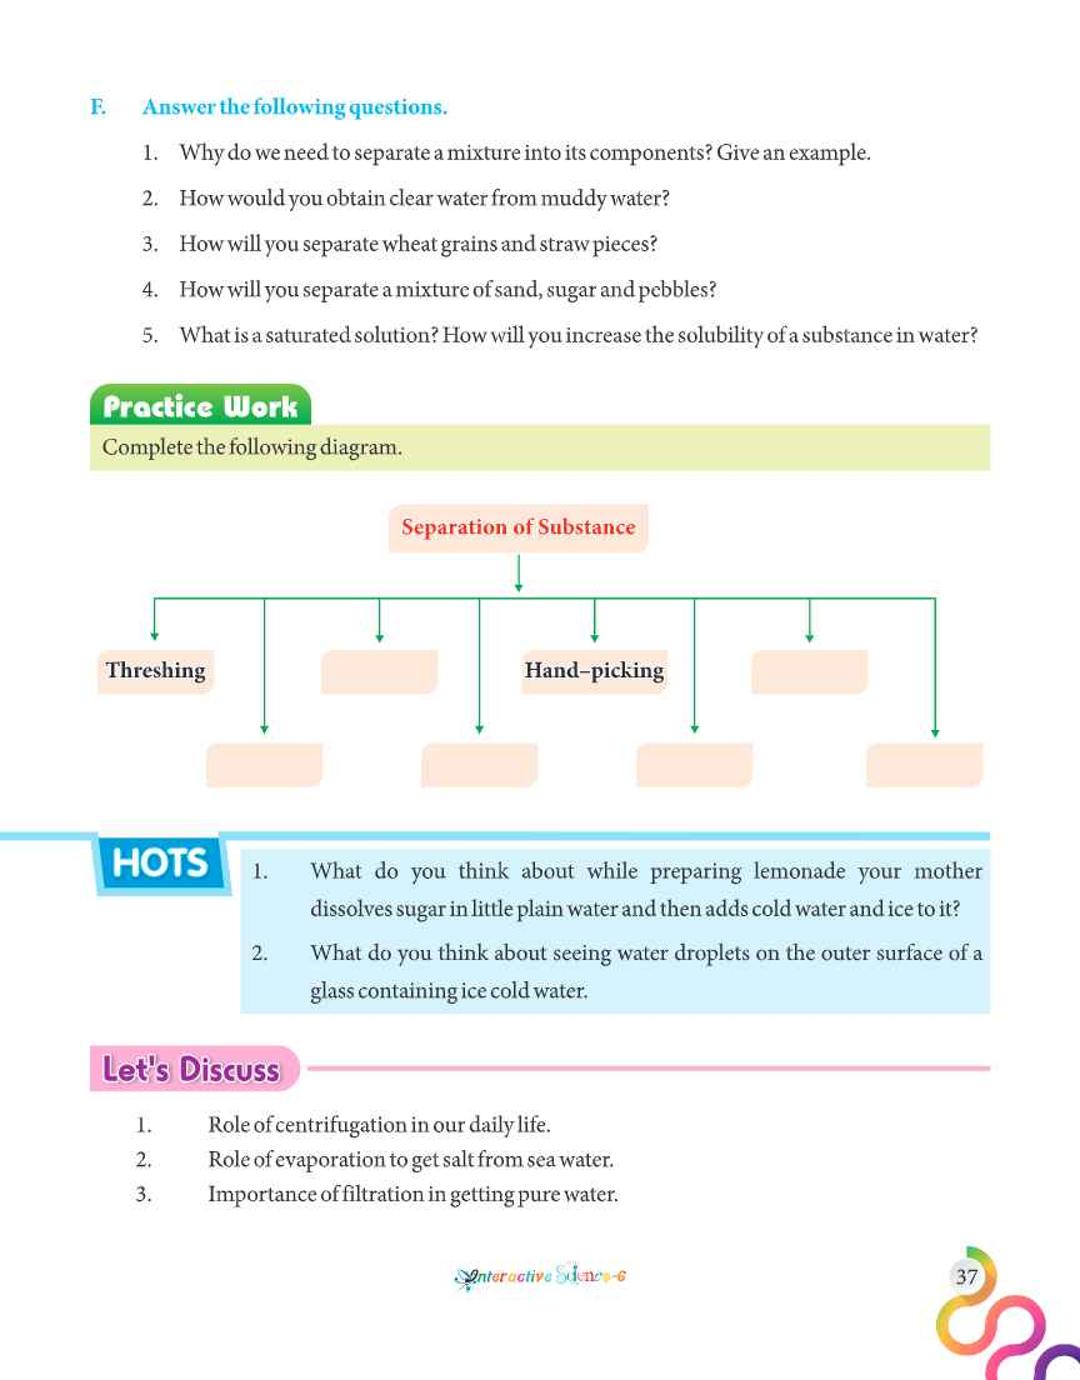 F. Answer the following questions.
1. Why do we need to separate a mixture into its components? Give an example.
2. How would you obtain clear water from muddy water?
3. How will you separate wheat grains and straw pieces?
4. How will you separate a mixture of sand, sugar and pebbles?
5. What is a saturated solution? How will you increase the solubility of a substance in water?
Practice Work
Complete the following diagram.
Separation of Substance
Threshing
Hand–picking
HOTS
1. What do you think about while preparing lemonade your mother
dissolves sugar in little plain water and then adds cold water and ice to it?
2. What do you think about seeing water droplets on the outer surface of a
glass containing ice cold water.
Let's Discuss
1. Role of centrifugation in our daily life.
2. Role of evaporation to get salt from sea water.
3. Importance of filtration in getting pure water.
Interactive Science-6
37